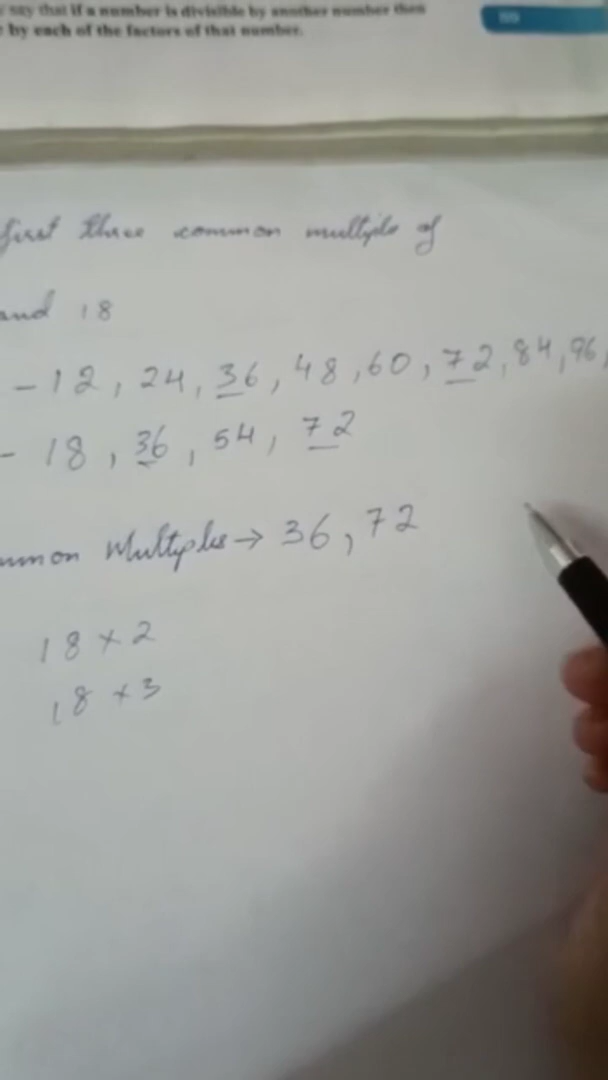 say that if a number is divisible by another number then
by each of the factors of that number.
first three common multiple of
and 18
- 12, 24, 36, 48, 60, 72, 84, 96,
- 18, 36, 54, 72
mmon Multiples → 36, 72
18 × 2
18 × 3